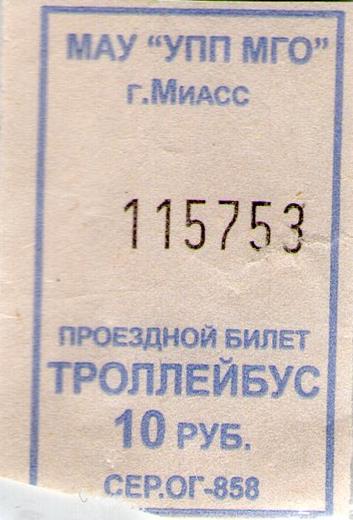 МАУ "УПП МГО"
г.Миасс
115753
ПРОЕЗДНОЙ БИЛЕТ
ТРОЛЛЕЙБУС
10 РУБ.
СЕР.ОГ-858